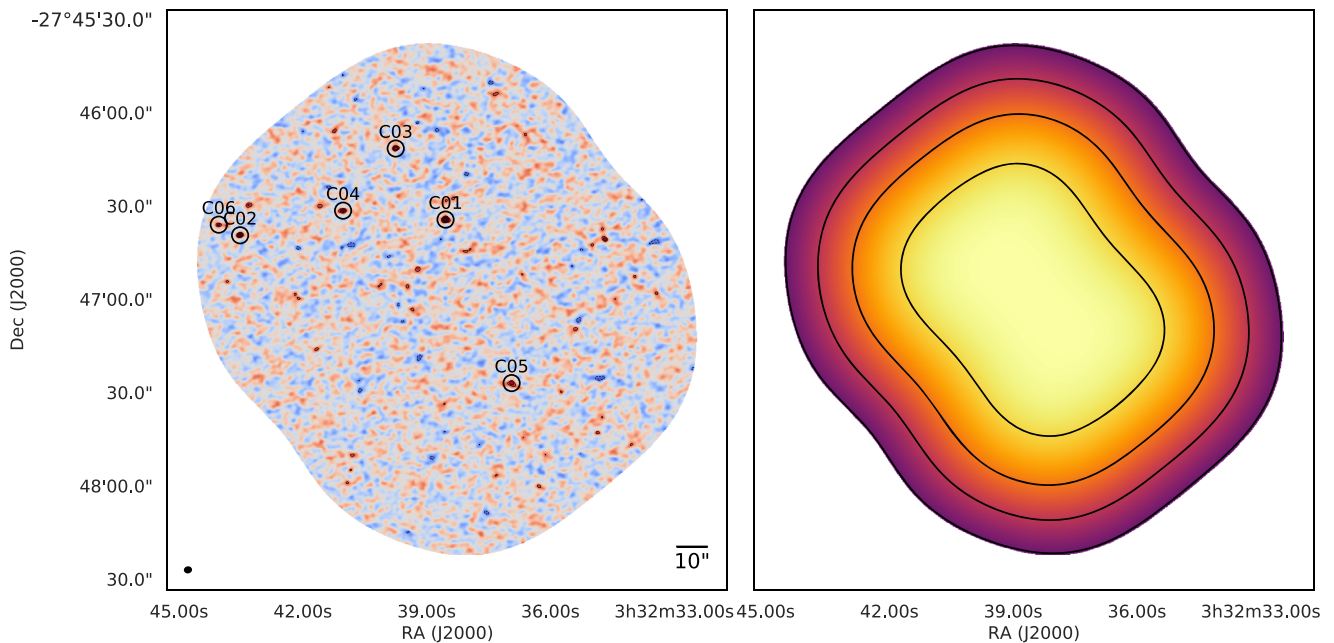 -27°45'30.0"
46'00.0"
30.0"
47'00.0"
30.0"
48'00.0"
30.0"
Dec (J2000)
C03
C04
C01
C06
C02
C05
10"
45.00s 42.00s 39.00s 36.00s 3h32m33.00s
RA (J2000)
45.00s 42.00s 39.00s 36.00s 3h32m33.00s
RA (J2000)